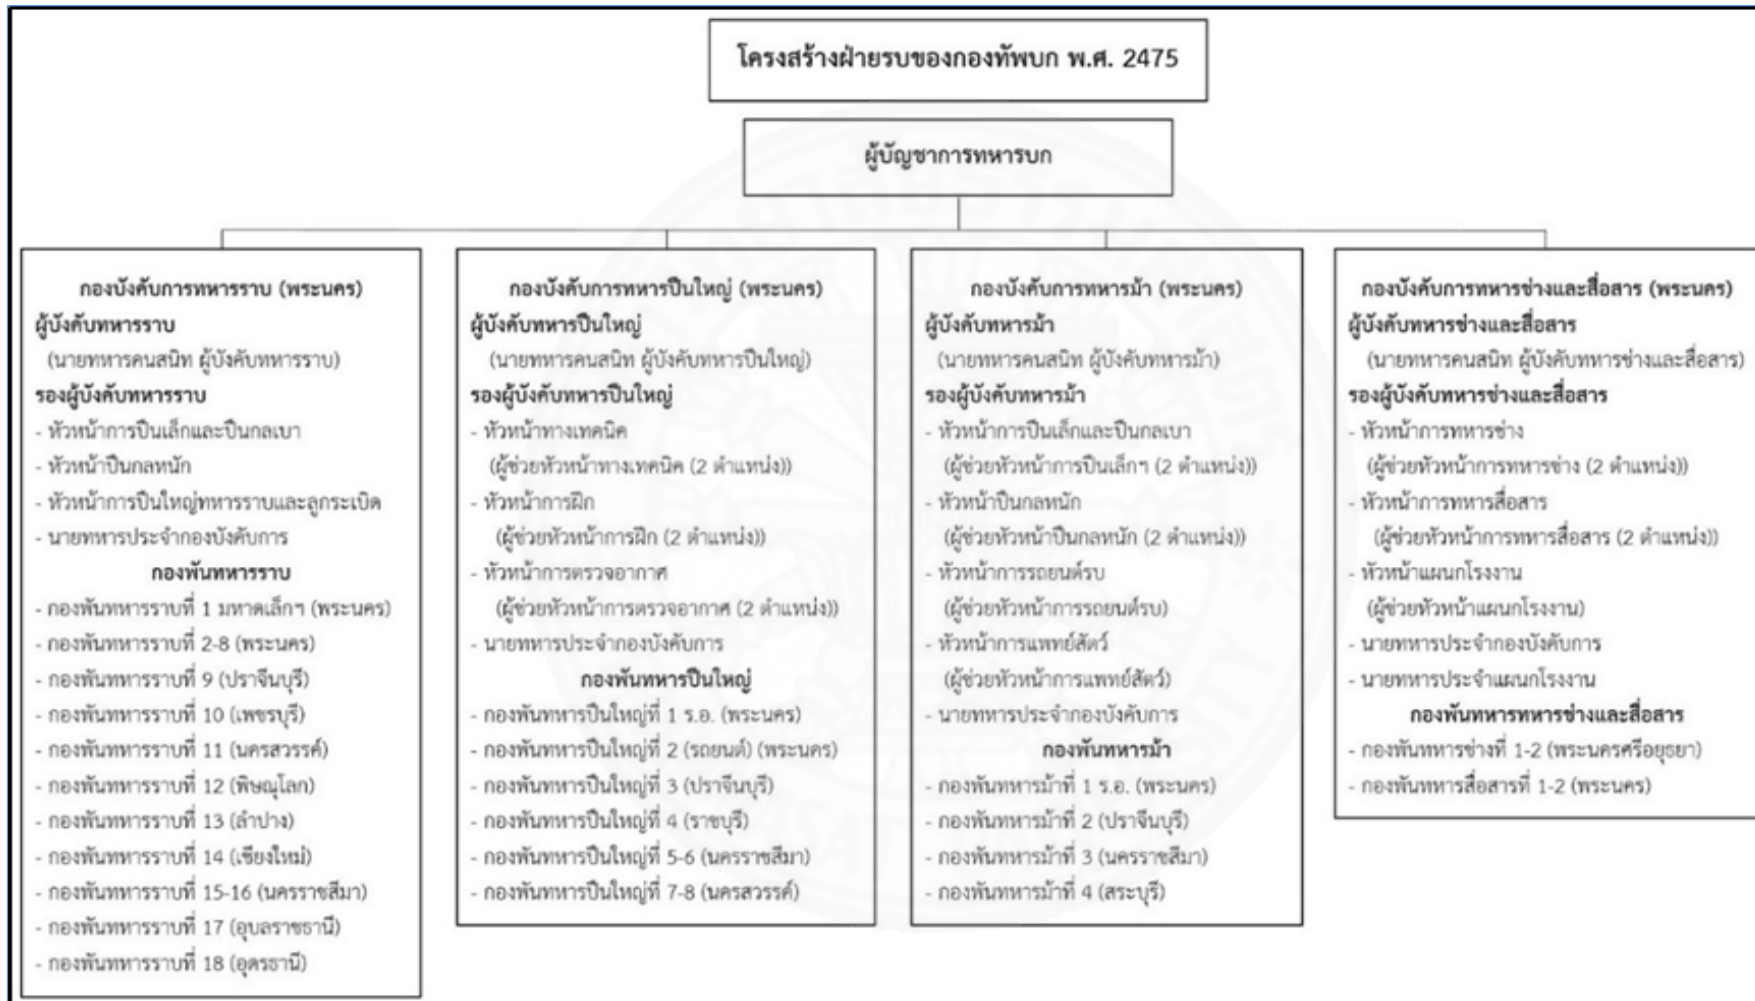 โครงสร้างฝ่ายรบของกองทัพบก พ.ศ. 2475
ผู้บัญชาการทหารบก
กองบังคับการทหารราบ (พระนคร)
ผู้บังคับทหารราบ
(นายทหารคนสนิท ผู้บังคับทหารราบ)
รองผู้บังคับทหารราบ
- หัวหน้าการปืนเล็กและปืนกลเบา
- หัวหน้าปืนกลหนัก
- หัวหน้าการปืนใหญ่ทหารราบและลูกระเบิด
- นายทหารประจำกองบังคับการ
กองพันทหารราบ
- กองพันทหารราบที่ 1 มหาดเล็กฯ (พระนคร)
- กองพันทหารราบที่ 2-8 (พระนคร)
- กองพันทหารราบที่ 9 (ปราจีนบุรี)
- กองพันทหารราบที่ 10 (เพชรบุรี)
- กองพันทหารราบที่ 11 (นครสวรรค์)
- กองพันทหารราบที่ 12 (พิษณุโลก)
- กองพันทหารราบที่ 13 (ลำปาง)
- กองพันทหารราบที่ 14 (เชียงใหม่)
- กองพันทหารราบที่ 15-16 (นครราชสีมา)
- กองพันทหารราบที่ 17 (อุบลราชธานี)
- กองพันทหารราบที่ 18 (อุดรธานี)
กองบังคับการทหารปืนใหญ่ (พระนคร)
ผู้บังคับทหารปืนใหญ่
(นายทหารคนสนิท ผู้บังคับทหารปืนใหญ่)
รองผู้บังคับทหารปืนใหญ่
- หัวหน้าทางเทคนิค
(ผู้ช่วยหัวหน้าทางเทคนิค (2 ตำแหน่ง))
- หัวหน้าการฝึก
(ผู้ช่วยหัวหน้าการฝึก (2 ตำแหน่ง))
- หัวหน้าการตรวจอากาศ
(ผู้ช่วยหัวหน้าการตรวจอากาศ (2 ตำแหน่ง))
- นายทหารประจำกองบังคับการ
กองพันทหารปืนใหญ่
- กองพันทหารปืนใหญ่ที่ 1 ร.อ. (พระนคร)
- กองพันทหารปืนใหญ่ที่ 2 (รถยนต์) (พระนคร)
- กองพันทหารปืนใหญ่ที่ 3 (ปราจีนบุรี)
- กองพันทหารปืนใหญ่ที่ 4 (ราชบุรี)
- กองพันทหารปืนใหญ่ที่ 5-6 (นครราชสีมา)
- กองพันทหารปืนใหญ่ที่ 7-8 (นครสวรรค์)
กองบังคับการทหารม้า (พระนคร)
ผู้บังคับทหารม้า
(นายทหารคนสนิท ผู้บังคับทหารม้า)
รองผู้บังคับทหารม้า
- หัวหน้าการปืนเล็กและปืนกลเบา
(ผู้ช่วยหัวหน้าการปืนเล็กฯ (2 ตำแหน่ง))
- หัวหน้าปืนกลหนัก
(ผู้ช่วยหัวหน้าปืนกลหนัก (2 ตำแหน่ง))
- หัวหน้าการรถยนต์รบ
(ผู้ช่วยหัวหน้าการรถยนต์รบ)
- หัวหน้าการแพทย์สัตว์
(ผู้ช่วยหัวหน้าการแพทย์สัตว์)
- นายทหารประจำกองบังคับการ
กองพันทหารม้า
- กองพันทหารม้าที่ 1 ร.อ. (พระนคร)
- กองพันทหารม้าที่ 2 (ปราจีนบุรี)
- กองพันทหารม้าที่ 3 (นครราชสีมา)
- กองพันทหารม้าที่ 4 (สระบุรี)
กองบังคับการทหารช่างและสื่อสาร (พระนคร)
ผู้บังคับทหารช่างและสื่อสาร
(นายทหารคนสนิท ผู้บังคับทหารช่างและสื่อสาร)
รองผู้บังคับทหารช่างและสื่อสาร
- หัวหน้าการทหารช่าง
(ผู้ช่วยหัวหน้าการทหารช่าง (2 ตำแหน่ง))
- หัวหน้าการทหารสื่อสาร
(ผู้ช่วยหัวหน้าการทหารสื่อสาร (2 ตำแหน่ง))
- หัวหน้าแผนกโรงงาน
(ผู้ช่วยหัวหน้าแผนกโรงงาน)
- นายทหารประจำกองบังคับการ
- นายทหารประจำแผนกโรงงาน
กองพันทหารทหารช่างและสื่อสาร
- กองพันทหารช่างที่ 1-2 (พระนครศรีอยุธยา)
- กองพันทหารสื่อสารที่ 1-2 (พระนคร)